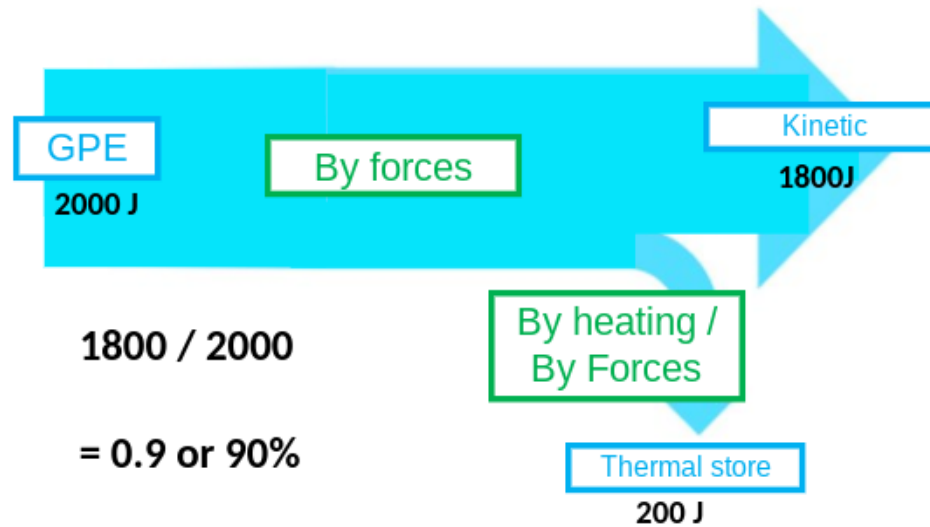 GPE
2000 J
By forces
Kinetic
1800J
By heating /
By Forces
1800 / 2000
= 0.9 or 90%
Thermal store
200 J